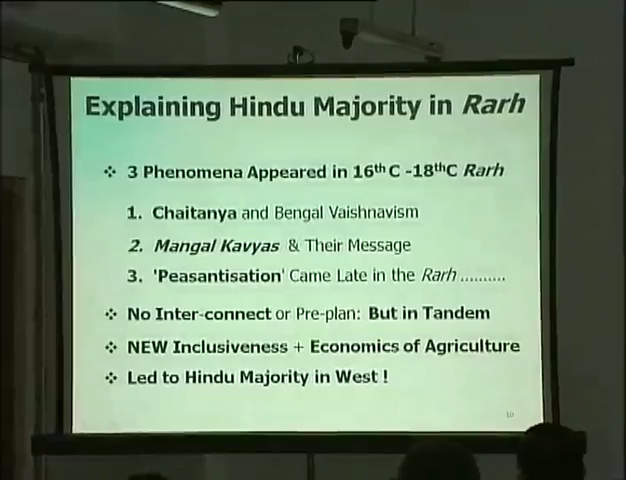 Explaining Hindu Majority in Rarh
❖ 3 Phenomena Appeared in 16th C -18thC Rarh
1. Chaitanya and Bengal Vaishnavism
2. Mangal Kavyas & Their Message
3. 'Peasantisation' Came Late in the Rarh ..........
❖ No Inter-connect or Pre-plan: But in Tandem
❖ NEW Inclusiveness + Economics of Agriculture
❖ Led to Hindu Majority in West !
10